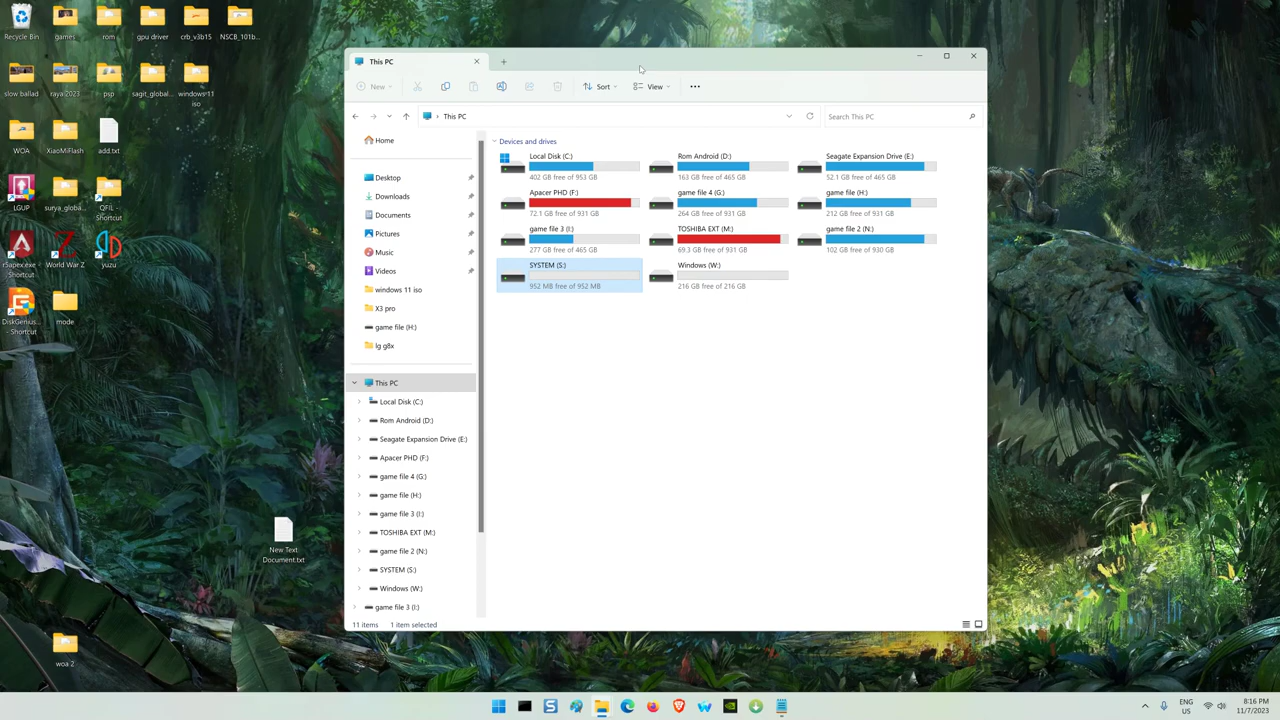 Recycle Bin
games
rom
gpu driver
crb_v3b15
NSCB_101b...
slow ballad
raya 2023
psp
sagit_global...
windows 11
iso
WOA
XiaoMiFlash
add.txt
LGUP
surya_globa...
QFIL -
Shortcut
r5apex.exe
- Shortcut
World War Z
yuzu
DiskGenius...
- Shortcut
mode
New Text
Document.txt
woa 2
This PC
New
Sort
View
This PC
Search This PC
Home
Desktop
Downloads
Documents
Pictures
Music
Videos
windows 11 iso
X3 pro
game file (H:)
lg g8x
This PC
Local Disk (C:)
Rom Android (D:)
Seagate Expansion Drive (E:)
Apacer PHD (F:)
game file 4 (G:)
game file (H:)
game file 3 (I:)
TOSHIBA EXT (M:)
game file 2 (N:)
SYSTEM (S:)
Windows (W:)
game file 3 (I:)
Devices and drives
Local Disk (C:)
402 GB free of 953 GB
Rom Android (D:)
163 GB free of 465 GB
Seagate Expansion Drive (E:)
52.1 GB free of 465 GB
Apacer PHD (F:)
72.1 GB free of 931 GB
game file 4 (G:)
264 GB free of 931 GB
game file (H:)
212 GB free of 931 GB
game file 3 (I:)
277 GB free of 465 GB
TOSHIBA EXT (M:)
69.3 GB free of 931 GB
game file 2 (N:)
102 GB free of 930 GB
SYSTEM (S:)
952 MB free of 952 MB
Windows (W:)
216 GB free of 216 GB
11 items
1 item selected
ENG
US
8:16 PM
11/7/2023